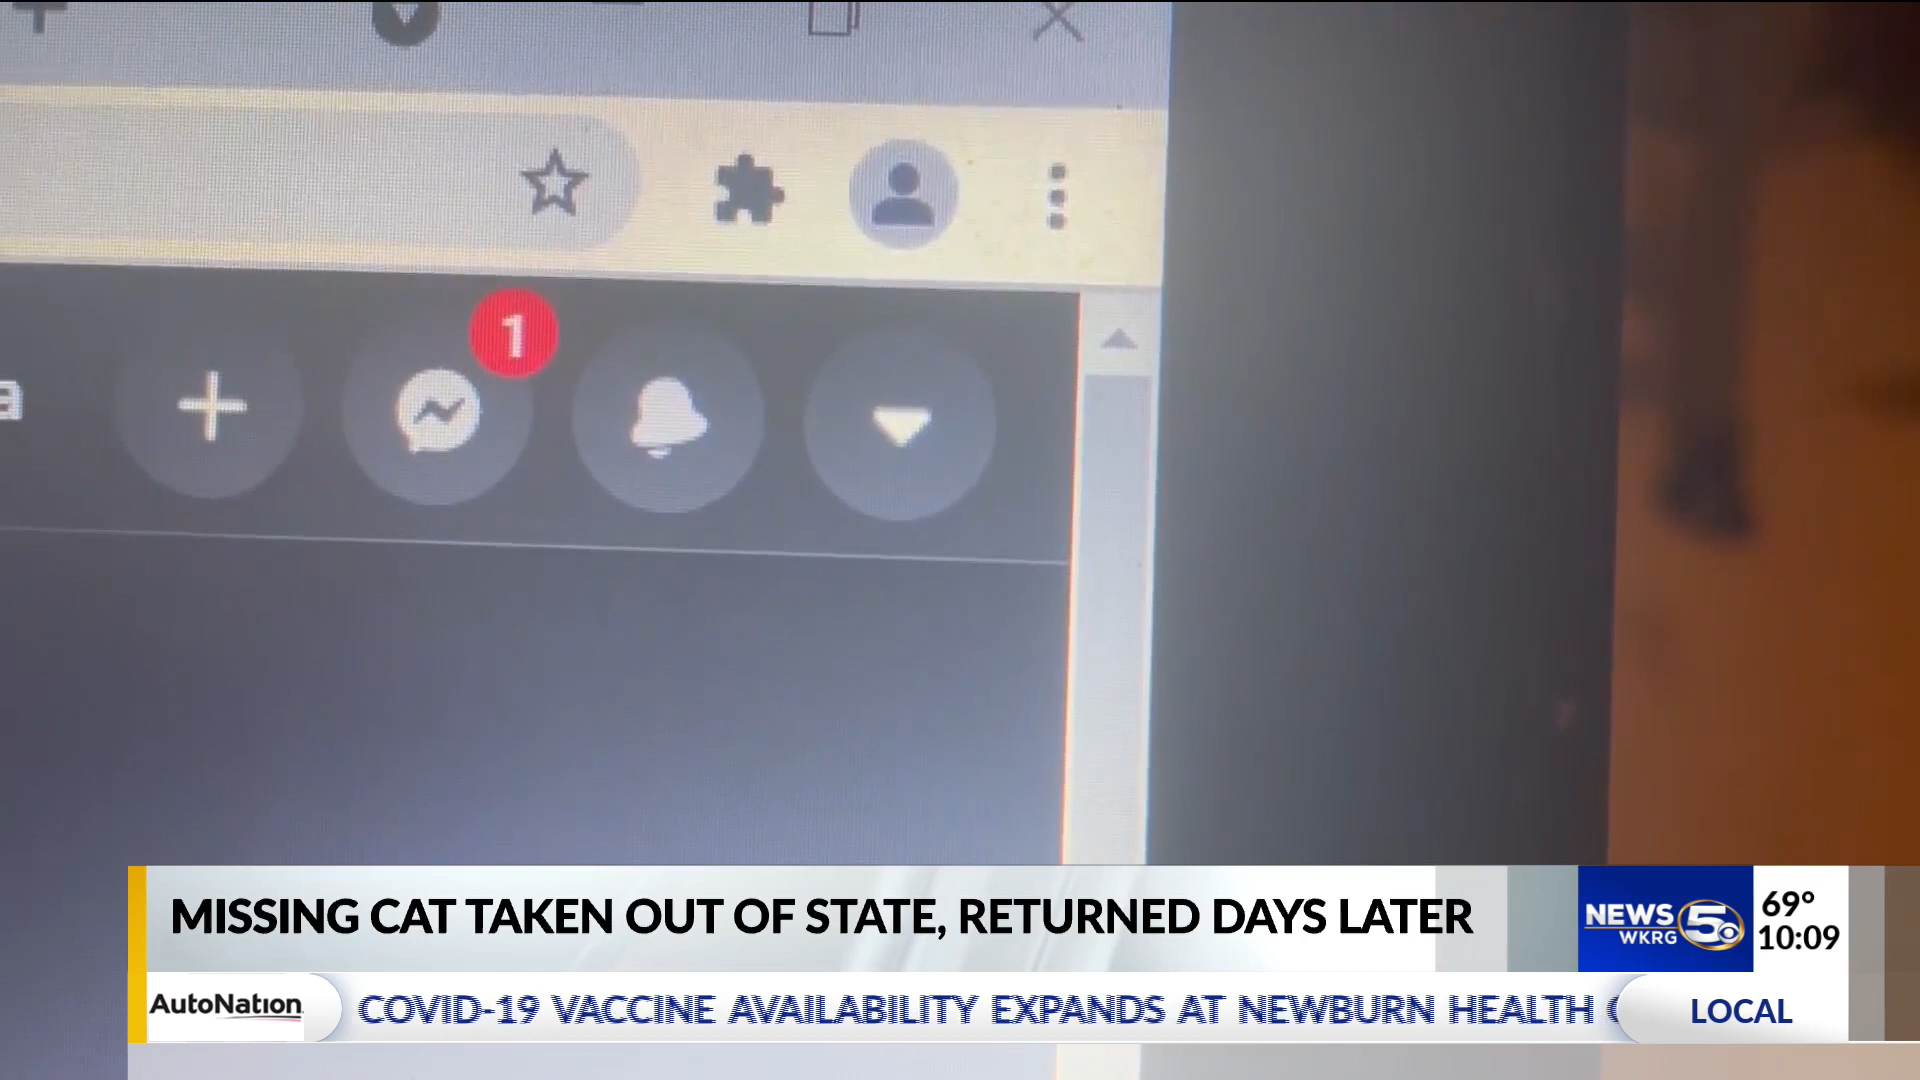 1
a
MISSING CAT TAKEN OUT OF STATE, RETURNED DAYS LATER
NEWS 5
WKRG
69°
10:09
AutoNation
COVID-19 VACCINE AVAILABILITY EXPANDS AT NEWBURN HEALTH
LOCAL